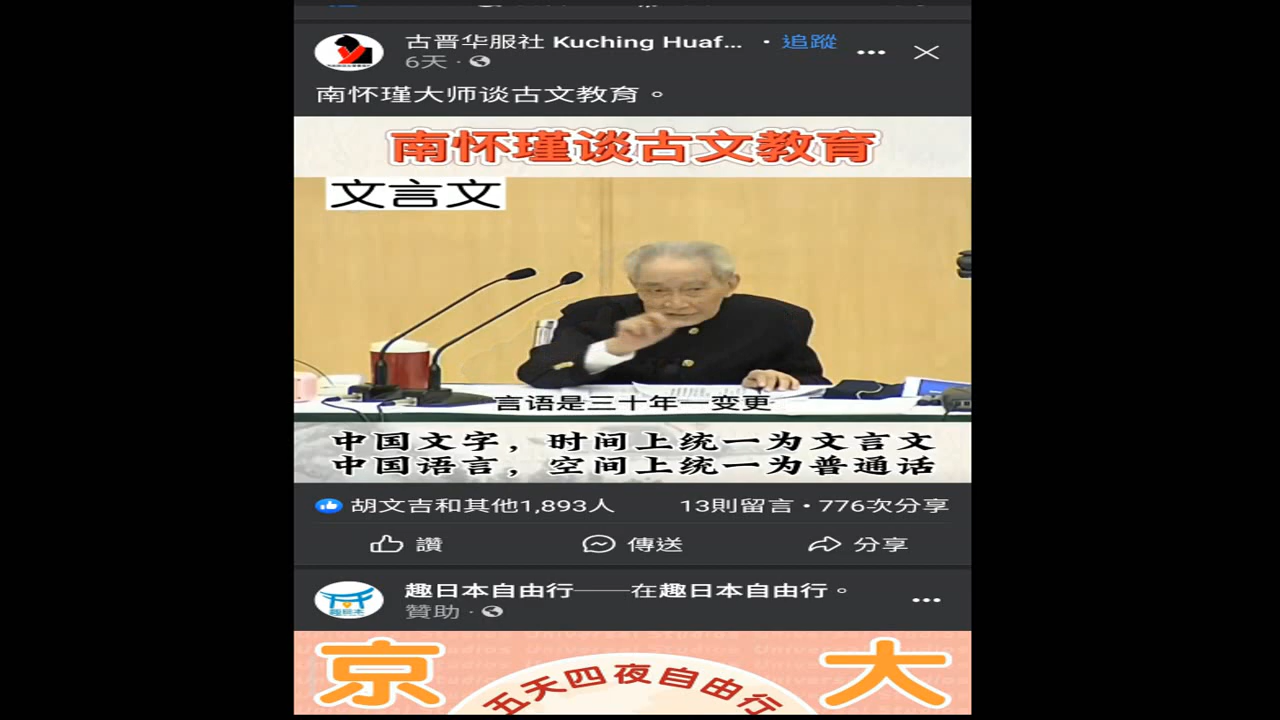 古晋华服社 Kuching Huaf... · 追蹤
6天
南怀瑾大师谈古文教育。
南怀瑾谈古文教育
文言文
言语是三十年一变更
中国文字，时间上统一为文言文
中国语言，空间上统一为普通话
胡文吉和其他1,893人 13則留言 • 776次分享
讚 傳送 分享
趣日本自由行——在趣日本自由行。
贊助
京 大
五天四夜自由行